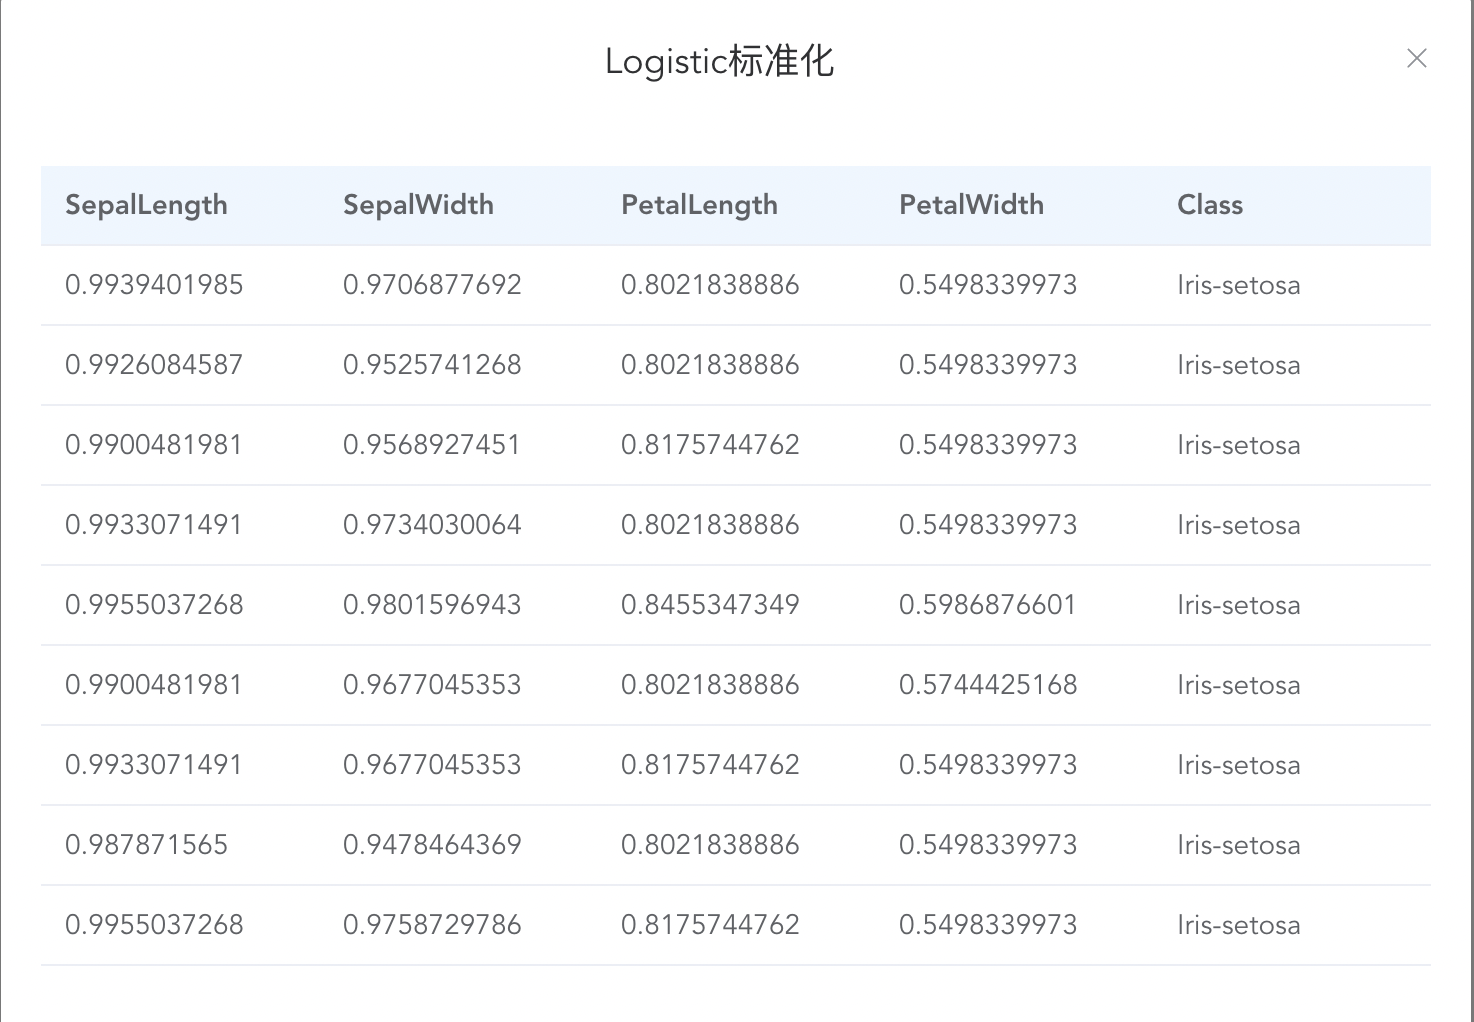 Logistic标准化
SepalLength SepalWidth PetalLength PetalWidth Class
0.9939401985 0.9706877692 0.8021838886 0.5498339973 Iris-setosa
0.9926084587 0.9525741268 0.8021838886 0.5498339973 Iris-setosa
0.9900481981 0.9568927451 0.8175744762 0.5498339973 Iris-setosa
0.9933071491 0.9734030064 0.8021838886 0.5498339973 Iris-setosa
0.9955037268 0.9801596943 0.8455347349 0.5986876601 Iris-setosa
0.9900481981 0.9677045353 0.8021838886 0.5744425168 Iris-setosa
0.9933071491 0.9677045353 0.8175744762 0.5498339973 Iris-setosa
0.987871565 0.9478464369 0.8021838886 0.5498339973 Iris-setosa
0.9955037268 0.9758729786 0.8175744762 0.5498339973 Iris-setosa